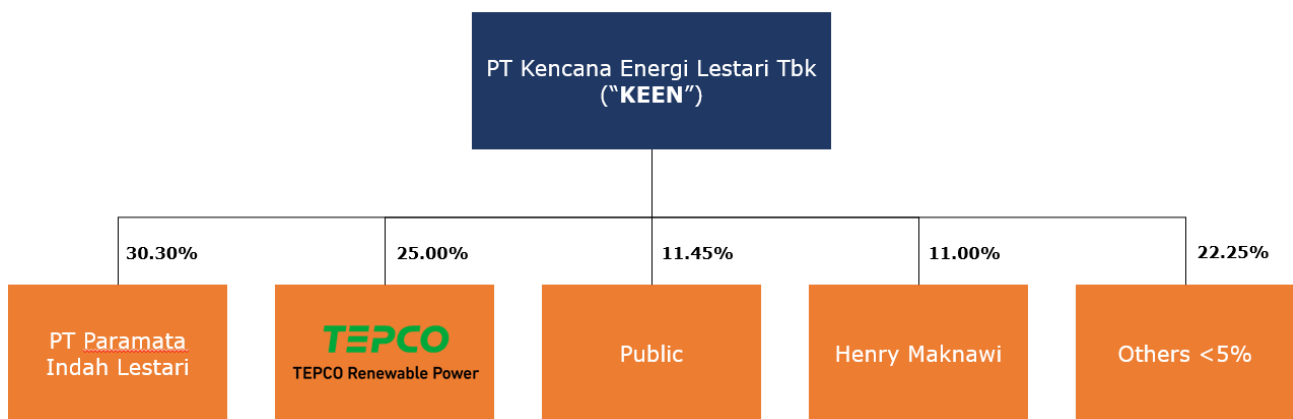 PT Kencana Energi Lestari Tbk
(“KEEN”)
30.30%
25.00%
11.45%
11.00%
22.25%
PT Paramata
Indah Lestari
TEPCO
TEPCO Renewable Power
Public
Henry Maknawi
Others <5%